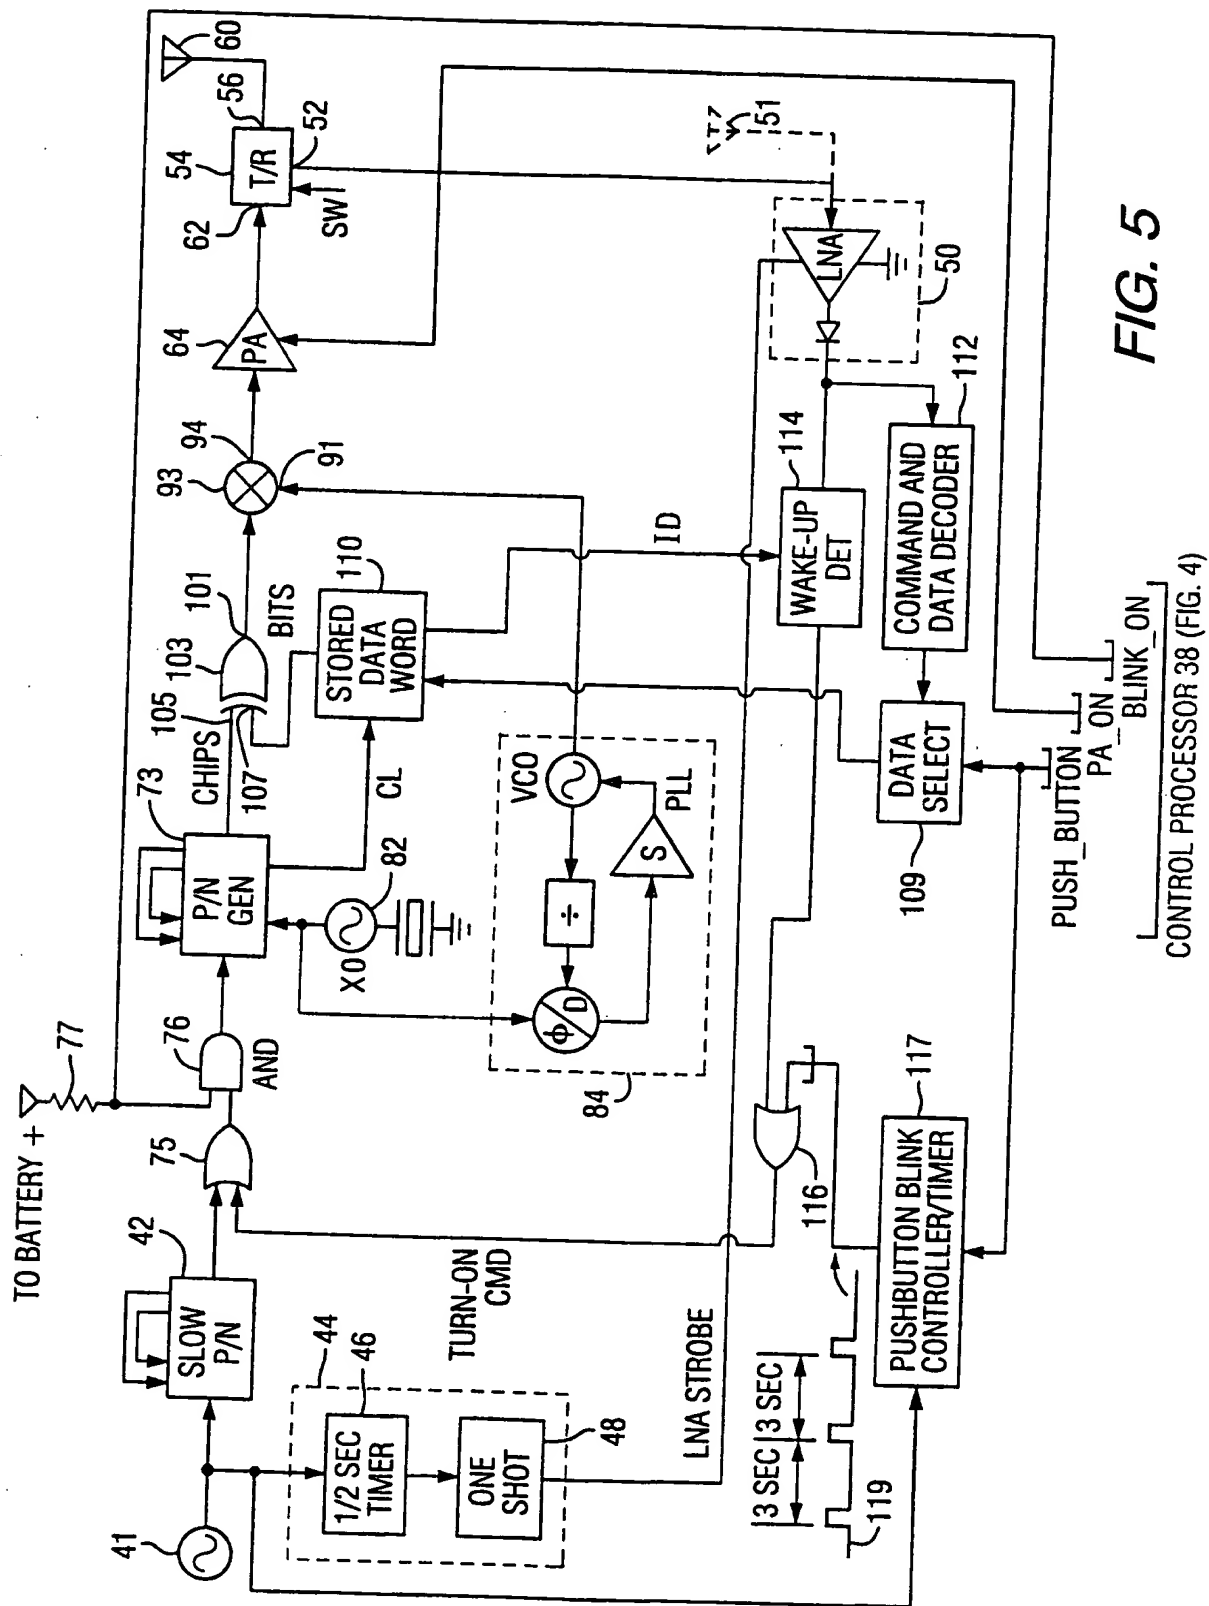 TO BATTERY +
77
60
56
54
T/R
52
62
SW
64
PA
94
93
91
101
103
105
CHIPS
107
BITS
73
P/N
GEN
76
AND
75
42
SLOW
P/N
41
CL
110
STORED
DATA
WORD
82
XO
ID
51
LNA
50
VCO
÷
ϕ
D
S
PLL
84
TURN-ON
CMD
44
46
1/2 SEC
TIMER
48
ONE
SHOT
LNA STROBE
114
WAKE-UP
DET
112
COMMAND AND
DATA DECODER
DATA
SELECT
109
116
117
PUSHBUTTON BLINK
CONTROLLER/TIMER
3 SEC
3 SEC
119
PUSH_BUTTON
PA_ON
BLINK_ON
CONTROL PROCESSOR 38 (FIG. 4)
FIG. 5